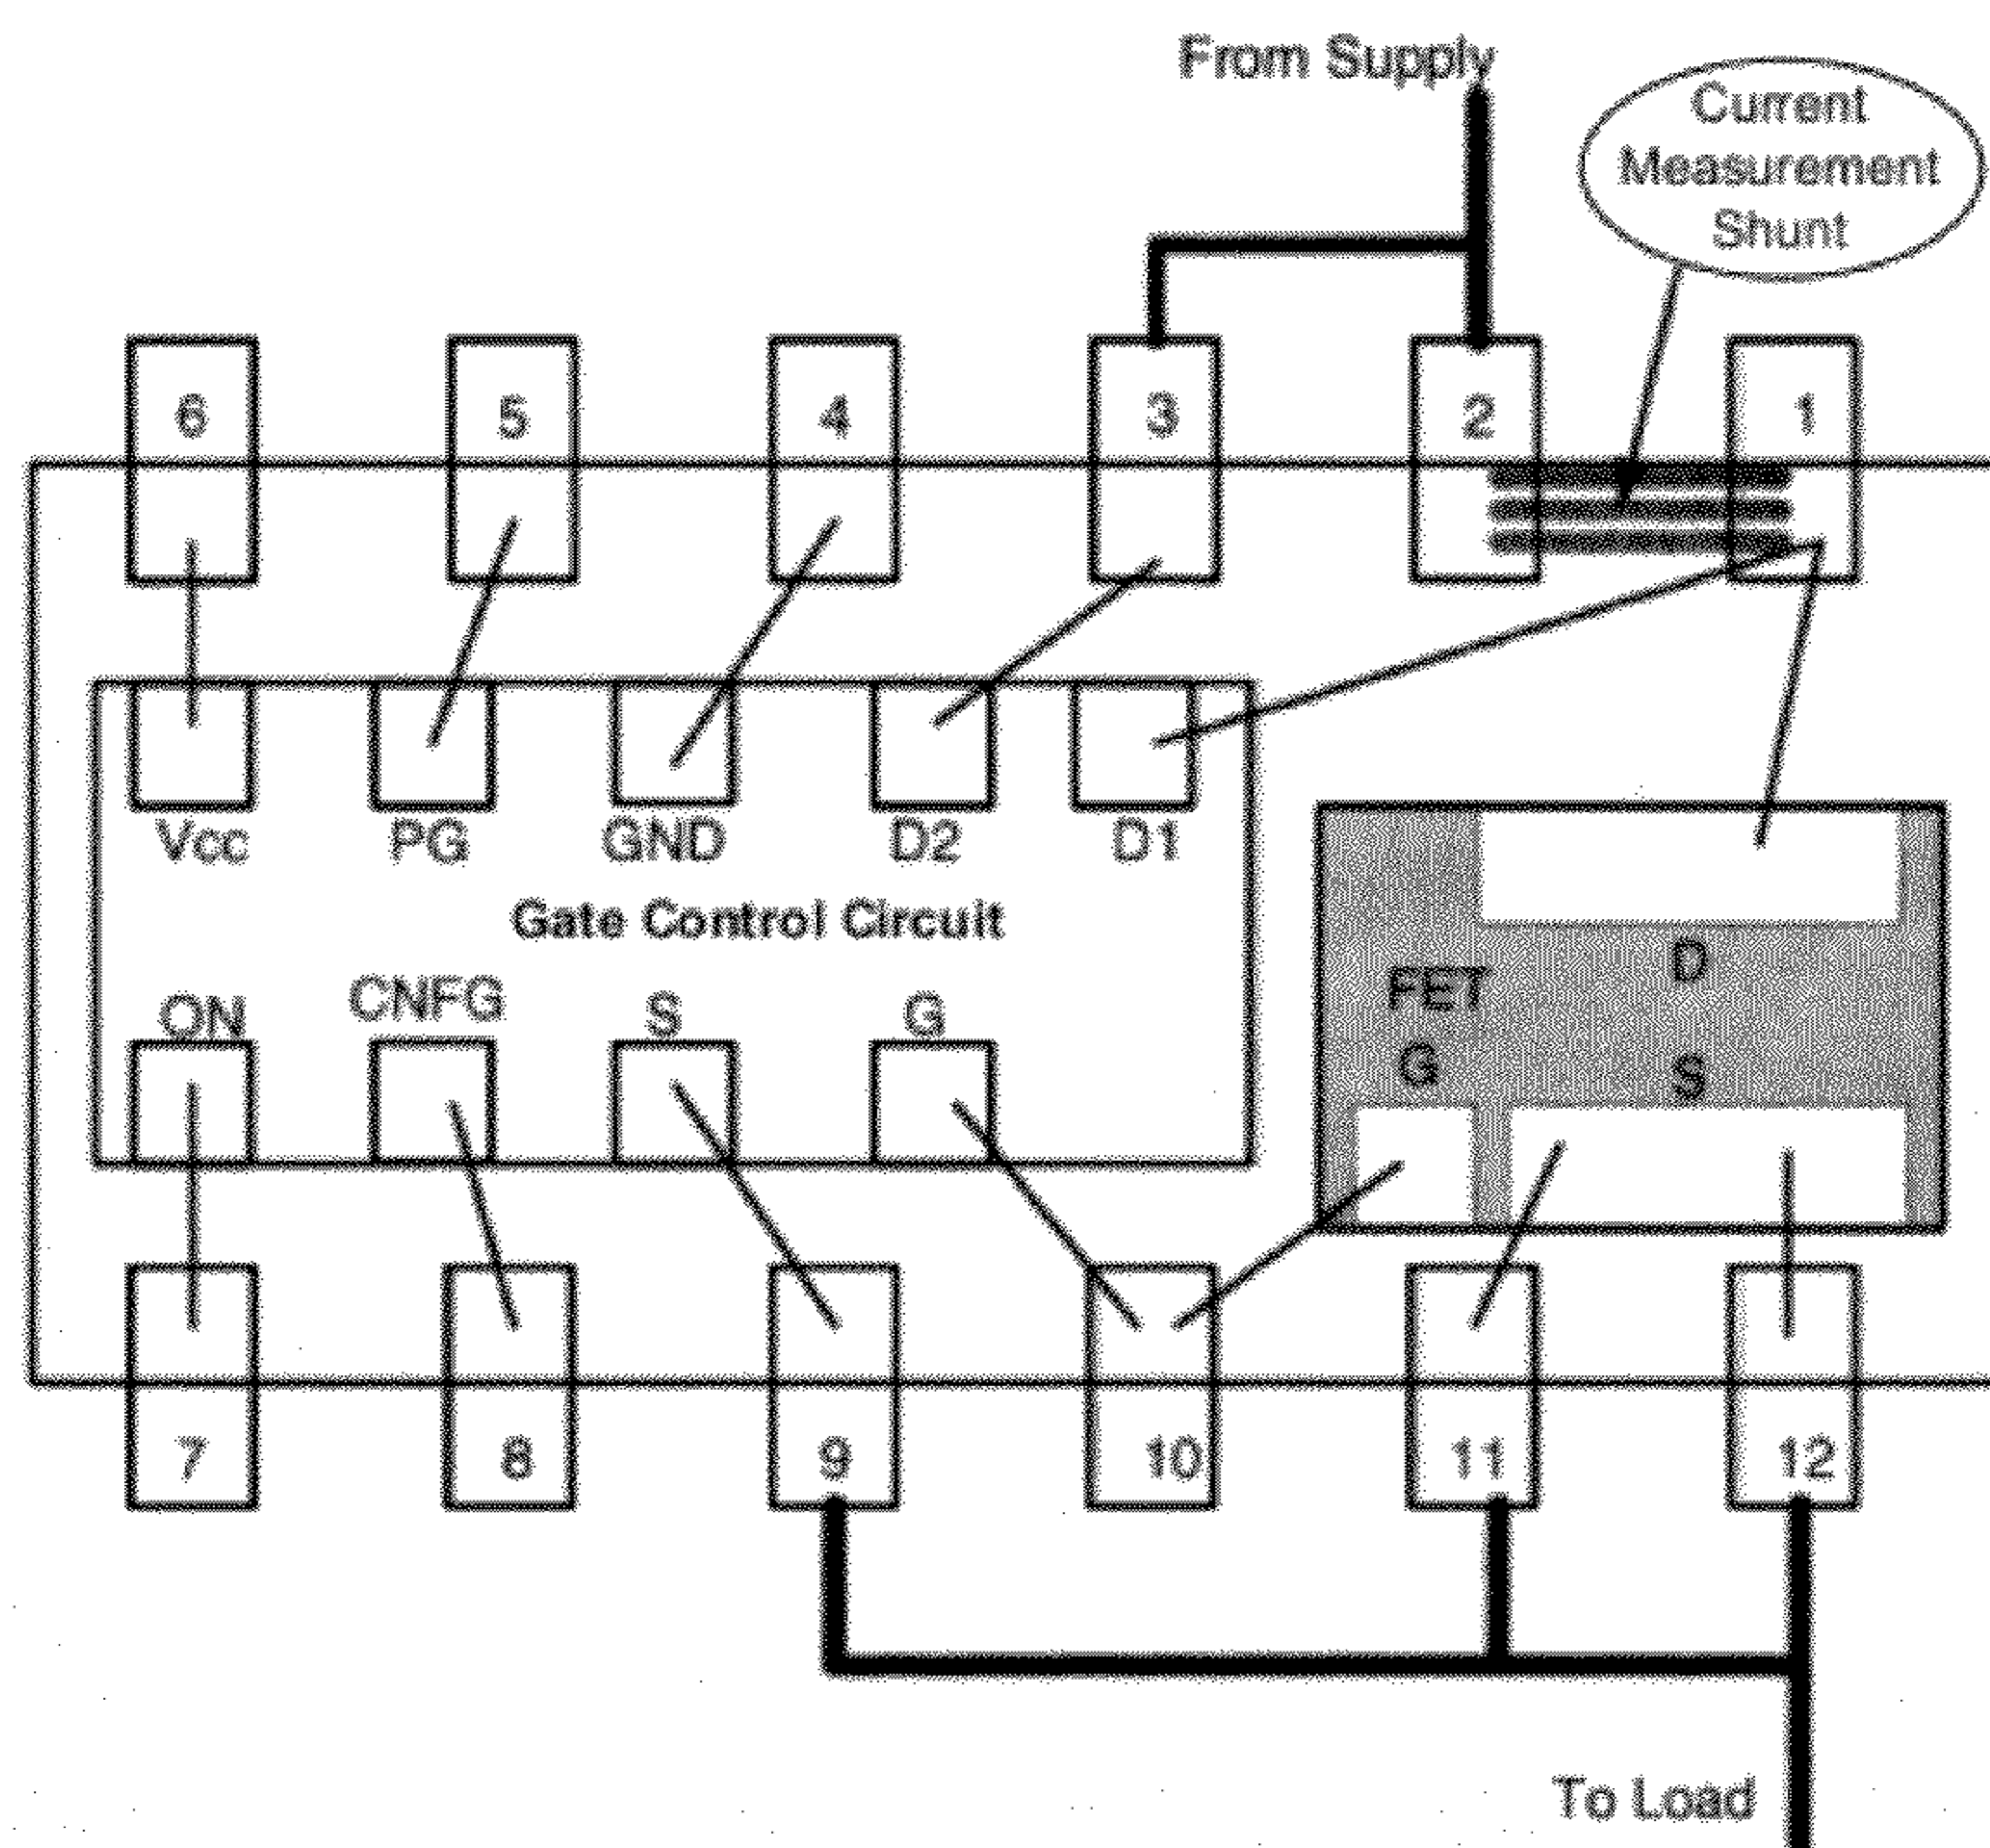 From Supply
Current
Measurement
Shunt
6
5
4
3
2
1
Vcc
PG
GND
D2
D1
Gate Control Circuit
D
FET
ON
CNFG
S
G
G
S
7
8
9
10
11
12
To Load